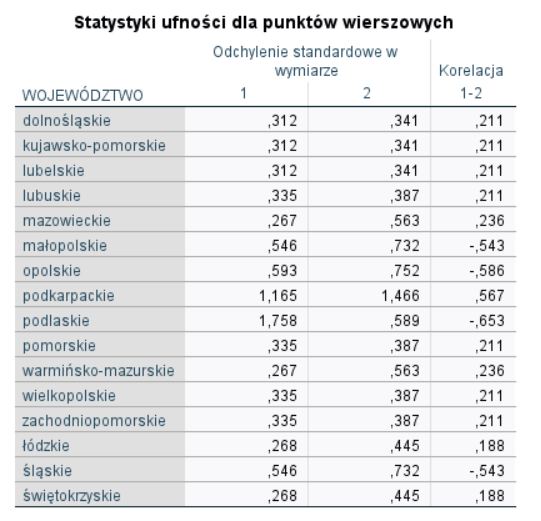 Statystyki ufności dla punktów wierszowych
Odchylenie standardowe w
wymiarze Korelacja
WOJEWÓDZTWO 1 2 1-2
dolnośląskie ,312 ,341 ,211
kujawsko-pomorskie ,312 ,341 ,211
lubelskie ,312 ,341 ,211
lubuskie ,335 ,387 ,211
mazowieckie ,267 ,563 ,236
małopolskie ,546 ,732 -,543
opolskie ,593 ,752 -,586
podkarpackie 1,165 1,466 ,567
podlaskie 1,758 ,589 -,653
pomorskie ,335 ,387 ,211
warmińsko-mazurskie ,267 ,563 ,236
wielkopolskie ,335 ,387 ,211
zachodniopomorskie ,335 ,387 ,211
łódzkie ,268 ,445 ,188
śląskie ,546 ,732 -,543
świętokrzyskie ,268 ,445 ,188